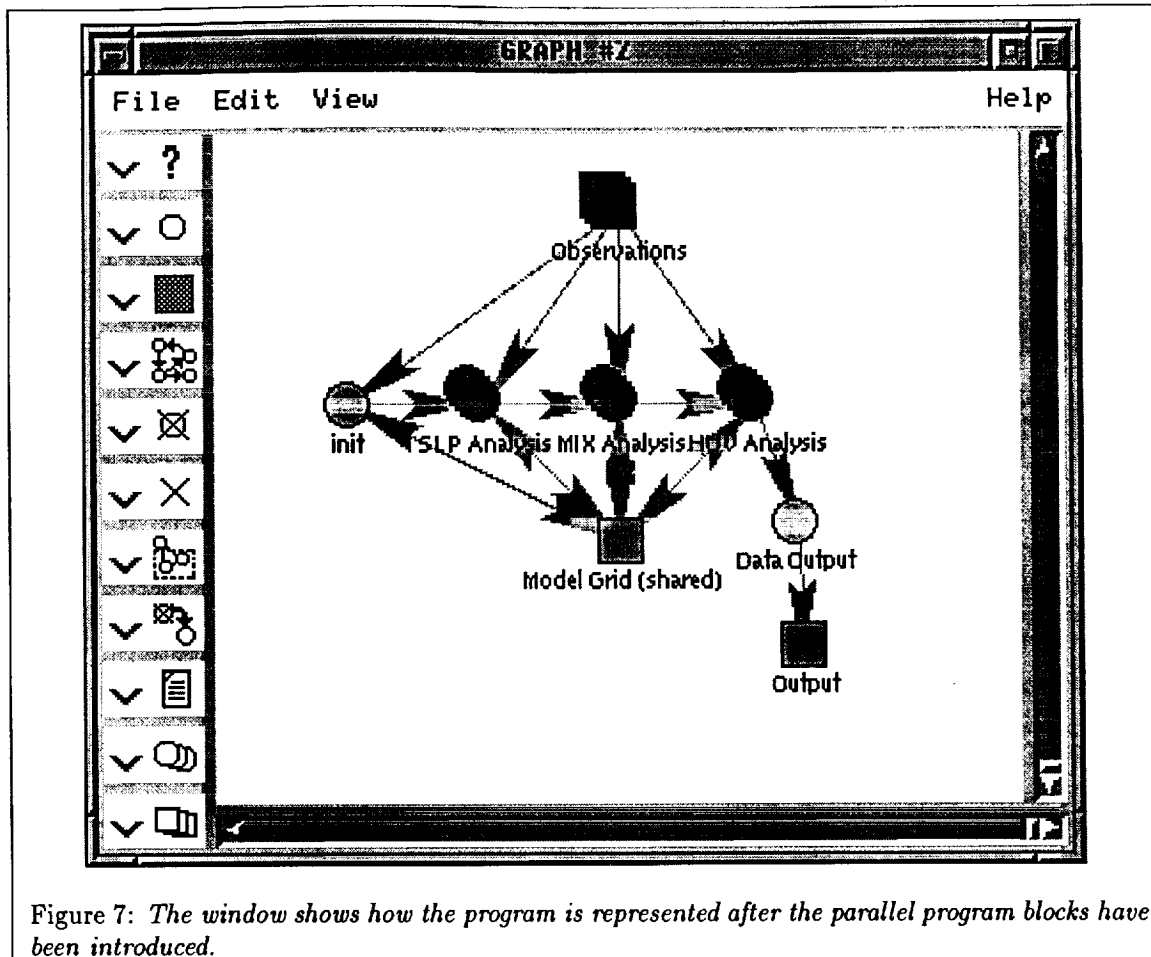 GRAPH #2
File Edit View Help
?
Observations
init
SLP Analysis MIX Analysis Analysis
Model Grid (shared)
Data Output
Output
Figure 7: The window shows how the program is represented after the parallel program blocks have
been introduced.